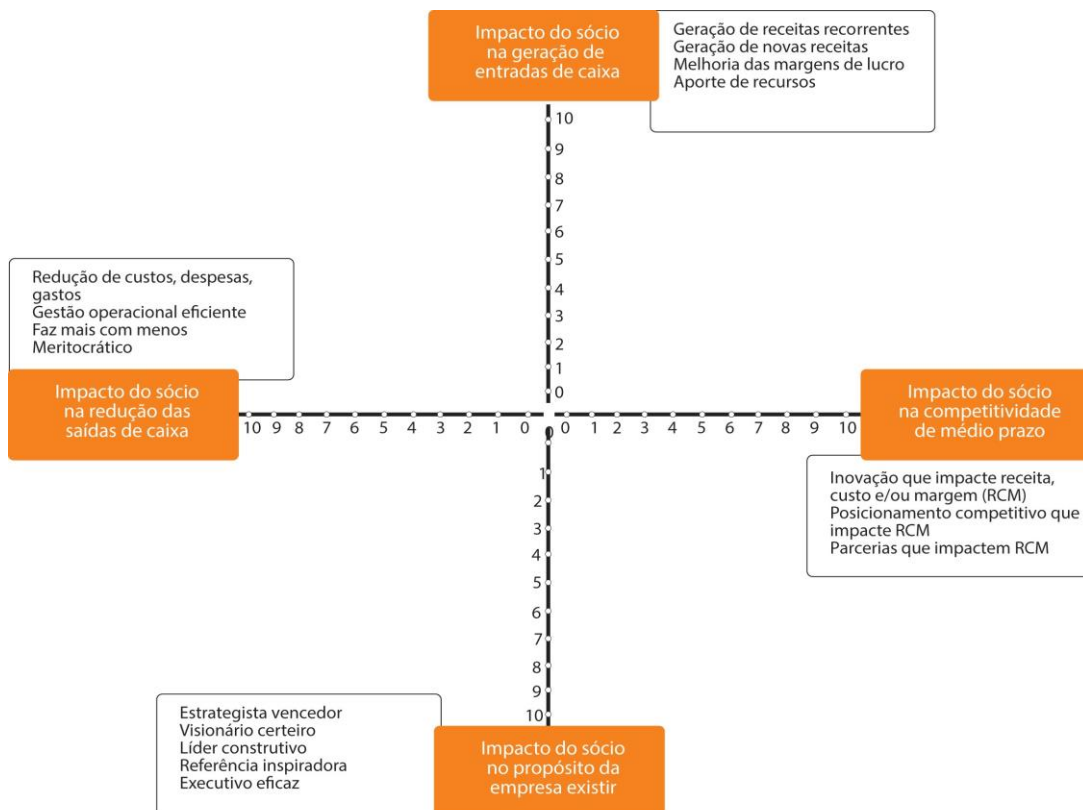 Impacto do sócio
na geração de
entradas de caixa
Geração de receitas recorrentes
Geração de novas receitas
Melhoria das margens de lucro
Aporte de recursos
10
9
8
7
6
5
4
3
2
1
0
Redução de custos, despesas,
gastos
Gestão operacional eficiente
Faz mais com menos
Meritocrático
Impacto do sócio
na redução das
saídas de caixa
10 9 8 7 6 5 4 3 2 1 0
0 1 2 3 4 5 6 7 8 9 10
Impacto do sócio
na competitividade
de médio prazo
Inovação que impacte receita,
custo e/ou margem (RCM)
Posicionamento competitivo que
impacte RCM
Parcerias que impactem RCM
0
1
2
3
4
5
6
7
8
9
10
Estrategista vencedor
Visionário certeiro
Líder construtivo
Referência inspiradora
Executivo eficaz
Impacto do sócio
no propósito da
empresa existir